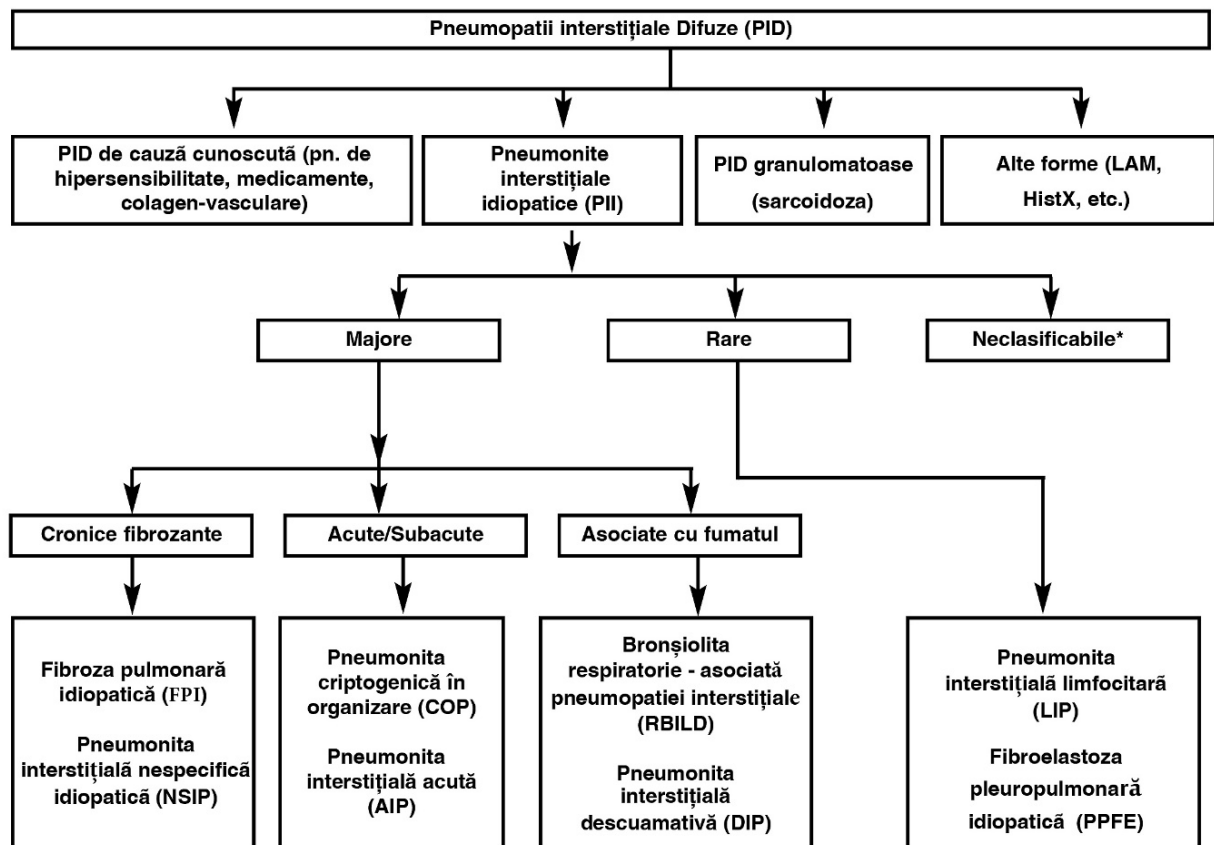 Pneumopatii interstițiale Difuze (PID)
PID de cauză cunoscută (pn. de
hipersensibilitate, medicamente,
colagen-vasculare)
Pneumonite
interstițiale
idiopatice (PII)
PID granulomatoase
(sarcoidoza)
Alte forme (LAM,
HistX, etc.)
Majore
Rare
Neclasificabile*
Cronice fibrozante
Acute/Subacute
Asociate cu fumatul
Fibroza pulmonară
idiopatică (FPI)
Pneumonita
interstițială nespecifică
idiopatică (NSIP)
Pneumonita
criptogenică în
organizare (COP)
Pneumonita
interstițială acută
(AIP)
Bronșiolita
respiratorie - asociată
pneumopatiei interstițiale
(RBILD)
Pneumonita
interstițială
descuamativă (DIP)
Pneumonita
interstițială limfocitară
(LIP)
Fibroelastoza
pleuropulmonară
idiopatică (PPFE)